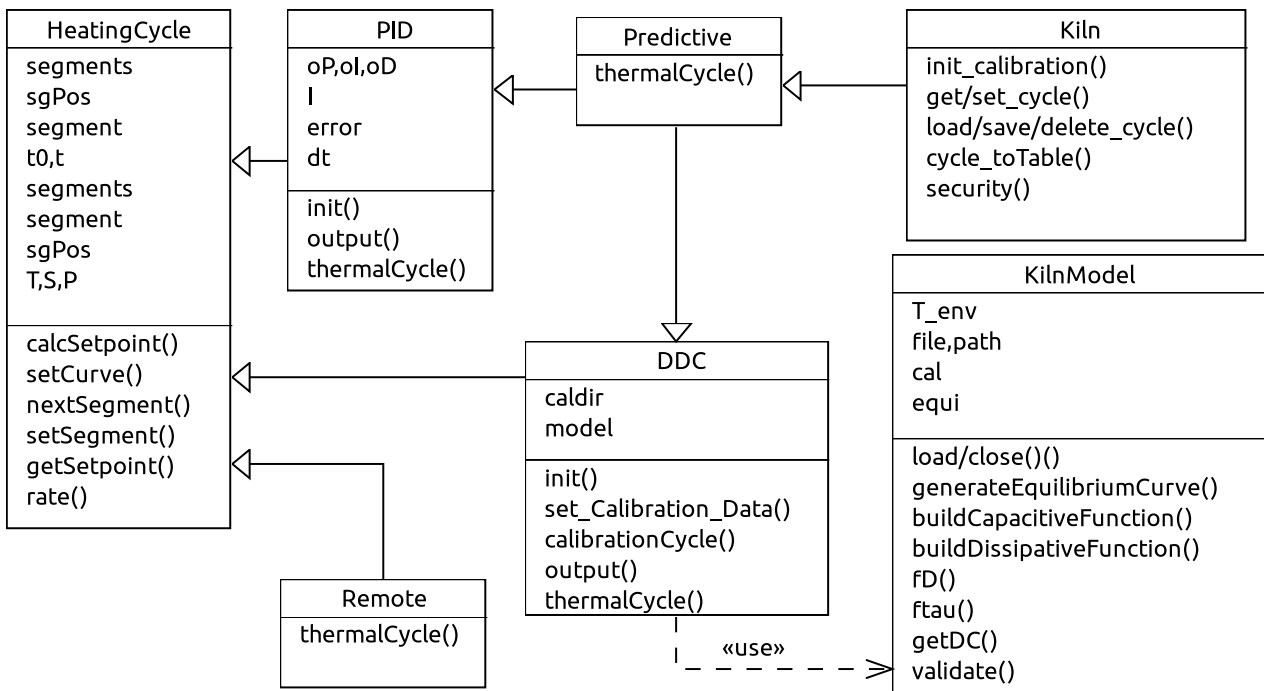 HeatingCycle
segments
sgPos
segment
t0,t
segments
segment
sgPos
T,S,P
calcSetpoint()
setCurve()
nextSegment()
setSegment()
getSetpoint()
rate()
PID
oP,oI,oD
I
error
dt
init()
output()
thermalCycle()
Predictive
thermalCycle()
Kiln
init_calibration()
get/set_cycle()
load/save/delete_cycle()
cycle_toTable()
security()
DDC
caldir
model
init()
set_Calibration_Data()
calibrationCycle()
output()
thermalCycle()
KilnModel
T_env
file,path
cal
equi
load/close()()
generateEquilibriumCurve()
buildCapacitiveFunction()
buildDissipativeFunction()
fD()
ftau()
getDC()
validate()
Remote
thermalCycle()
«use»